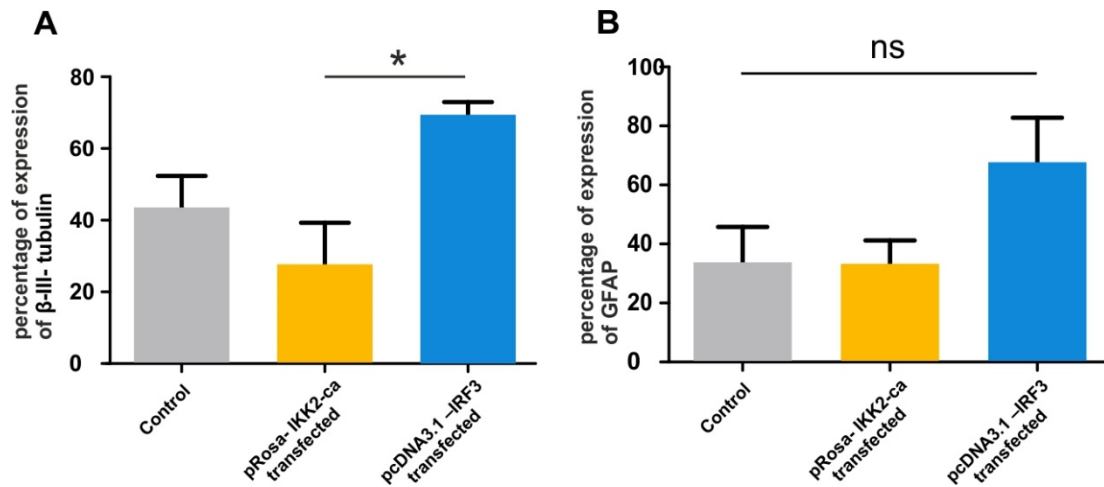 A
percentage of expression
of β-III- tubulin
80
60
40
20
0
*
Control
pRosa- IKK2-ca
transfected
pcDNA3.1 –IRF3
transfected
B
percentage of expression
of GFAP
100
80
60
40
20
0
ns
Control
pRosa- IKK2-ca
transfected
pcDNA3.1 –IRF3
transfected